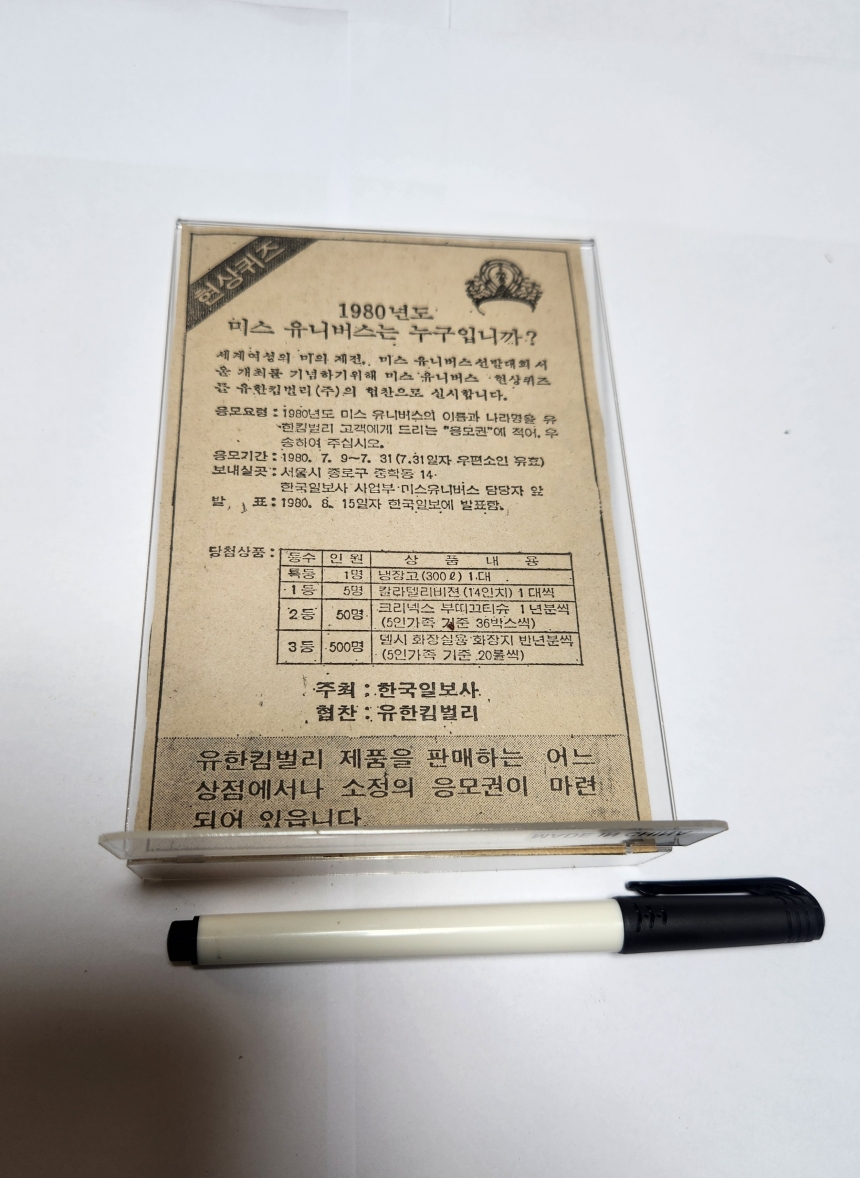 현상퀴즈
1980년도
미스 유니버스는 누구입니까?
세계여성의 미의 제전, 미스 유니버스선발대회 서
울 개최를 기념하기위해 미스 유니버스 현상퀴즈
를 유한킴벌리(주)의 협찬으로 실시합니다.
응모요령 : 1980년도 미스 유니버스의 이름과 나라명을 유
한킴벌리 고객에게 드리는 "응모권"에 적어, 우
송하여 주십시오.
응모기간 : 1980. 7. 9~7. 31 (7.31일자 우편소인 유효)
보내실곳 : 서울시 종로구 중학동 14
한국일보사 사업부 미스유니버스 담당자 앞
발 표 : 1980. 8. 15일자 한국일보에 발표함.
당첨상품 : 등수 인원 상품내용
특등 1명 냉장고 (300ℓ) 1대
1등 5명 칼라텔리비젼 (14인치) 1대씩
2등 50명 크리넥스 부띠끄티슈 1년분씩
(5인가족 기준 36박스씩)
3등 500명 뎊시 화장실용 화장지 반년분씩
(5인가족 기준 20롤씩)
주최 : 한국일보사
협찬 : 유한킴벌리
유한킴벌리 제품을 판매하는 어느
상점에서나 소정의 응모권이 마련
되어 있읍니다